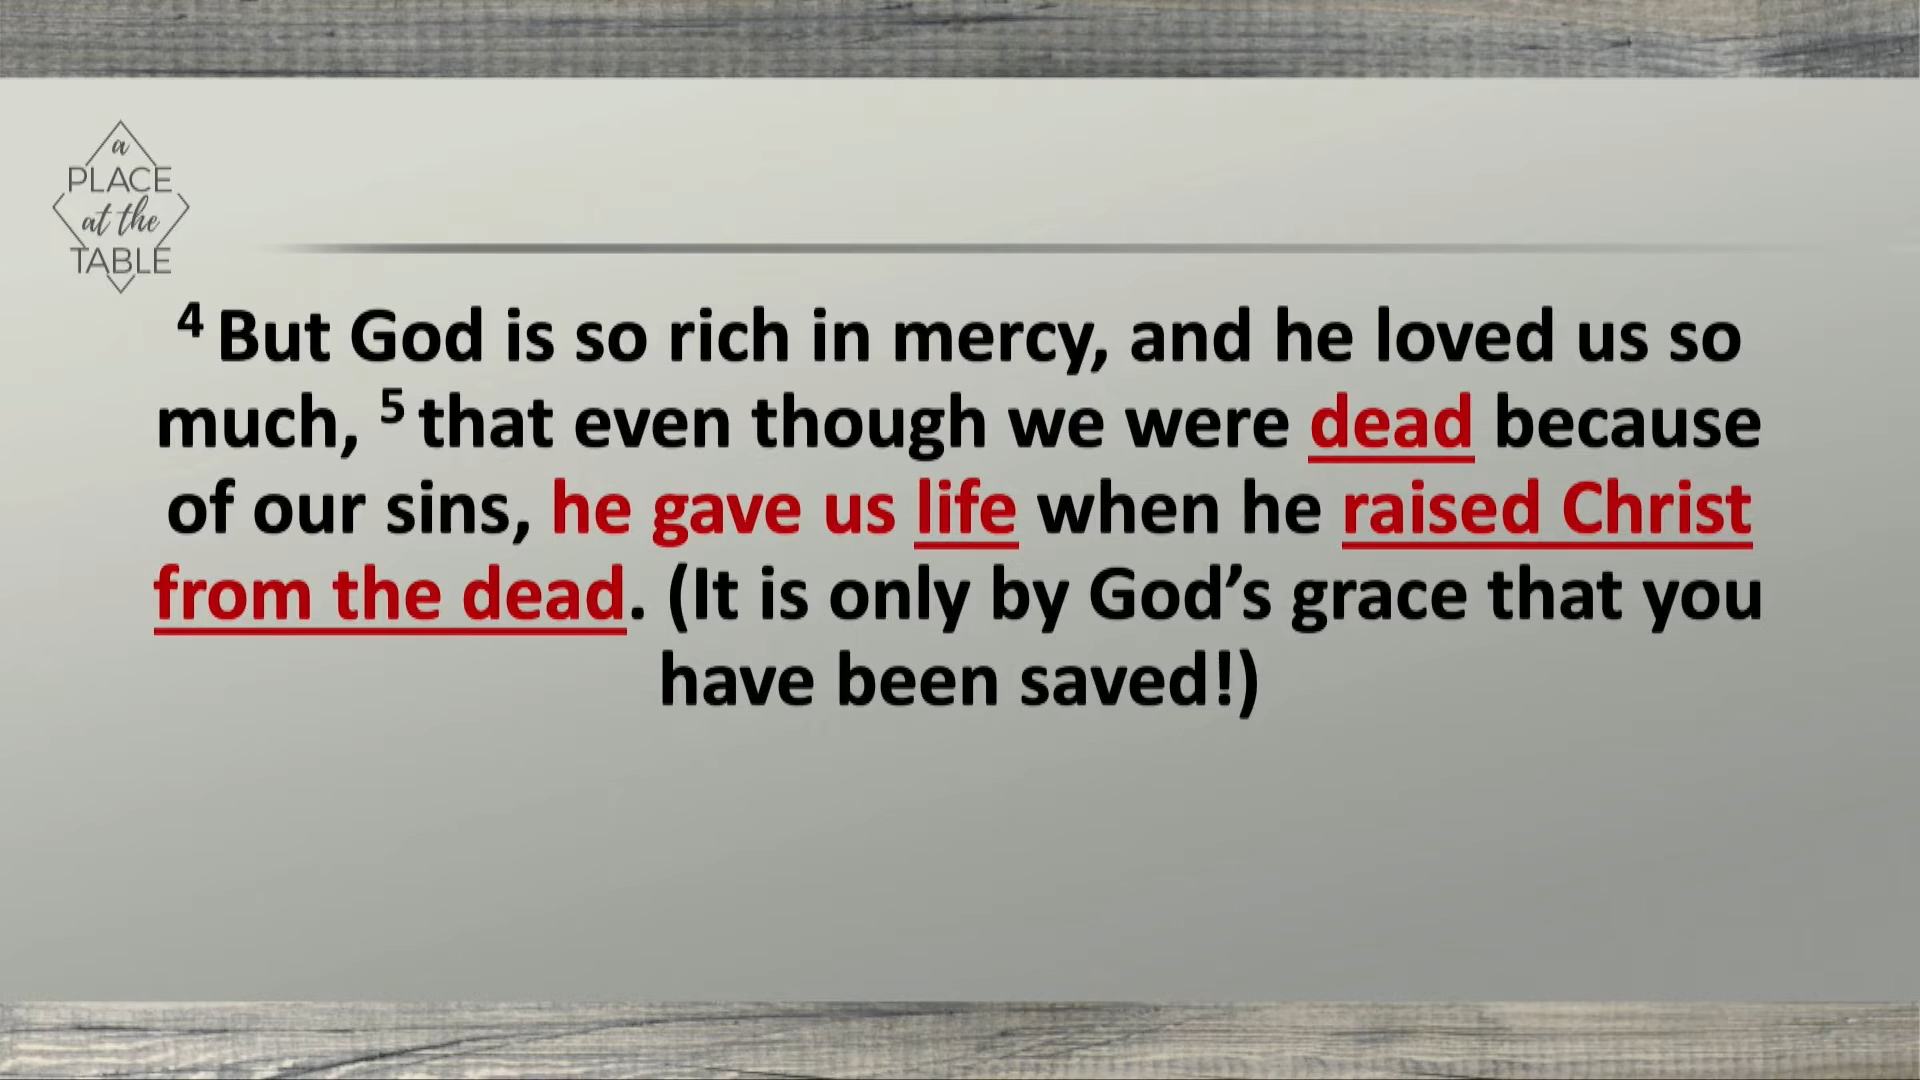 a
PLACE
at the
TABLE
⁴ But God is so rich in mercy, and he loved us so
much, ⁵ that even though we were dead because
of our sins, he gave us life when he raised Christ
from the dead. (It is only by God’s grace that you
have been saved!)